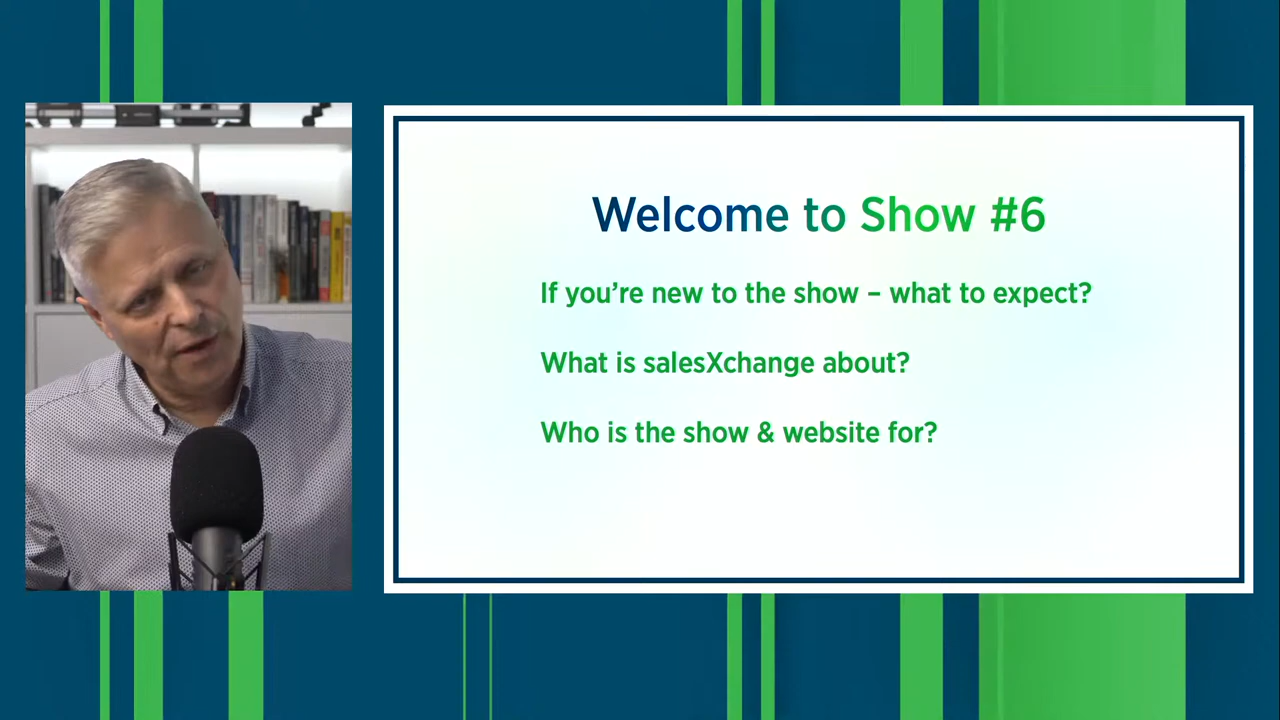 Welcome to Show #6
If you’re new to the show – what to expect?
What is salesXchange about?
Who is the show & website for?